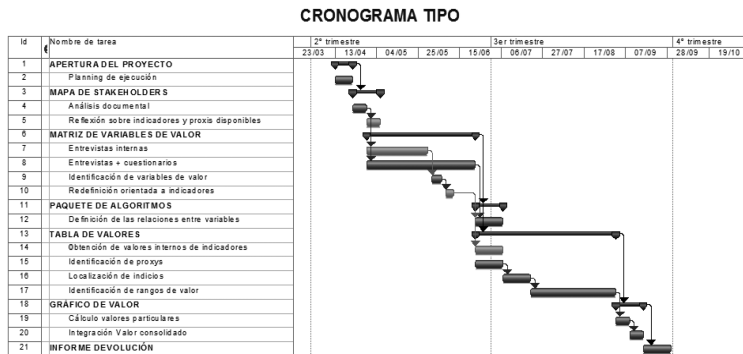 CRONOGRAMA TIPO
Id Nombre de tarea 2º trimestre 3er trimestre 4º trimestre
23/03 13/04 04/05 25/05 15/06 06/07 27/07 17/08 07/09 28/09 19/10
1 APERTURA DEL PROYECTO
2 Planning de ejecución
3 MAPA DE STAKEHOLDERS
4 Análisis documental
5 Reflexión sobre indicadores y proxis disponibles
6 MATRIZ DE VARIABLES DE VALOR
7 Entrevistas internas
8 Entrevistas + cuestionarios
9 Identificación de variables de valor
10 Redefinición orientada a indicadores
11 PAQUETE DE ALGORITMOS
12 Definición de las relaciones entre variables
13 TABLA DE VALORES
14 Obtención de valores internos de indicadores
15 Identificación de proxys
16 Localización de indicios
17 Identificación de rangos de valor
18 GRÁFICO DE VALOR
19 Cálculo valores particulares
20 Integración Valor consolidado
21 INFORME DEVOLUCIÓN